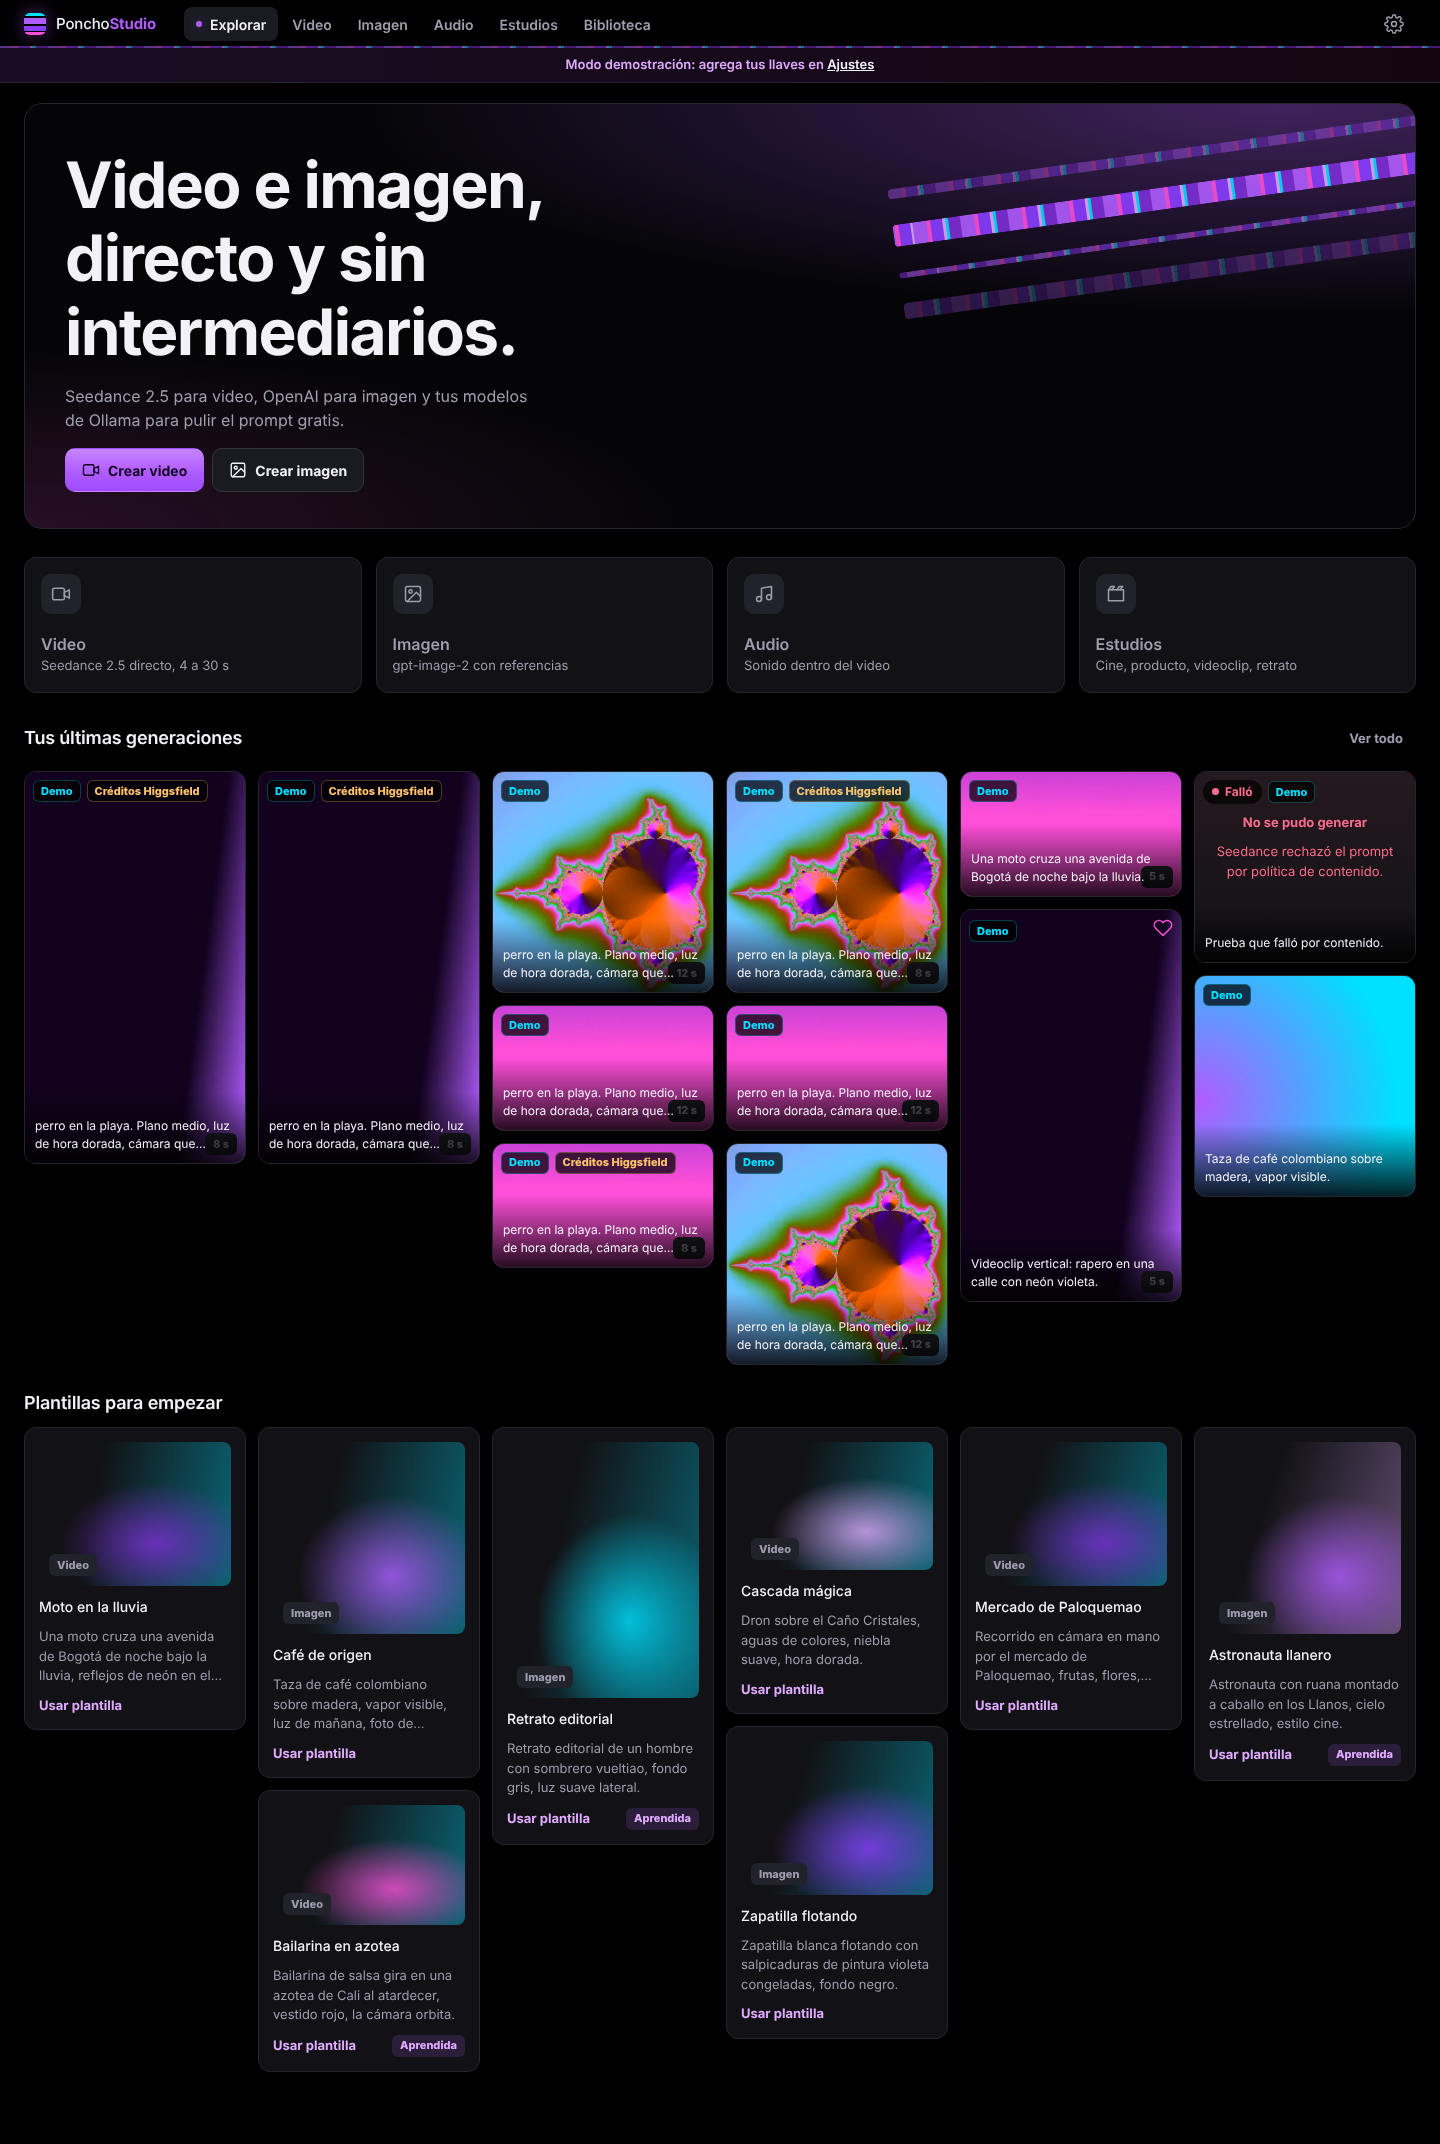 PonchoStudio
Explorar
Video
Imagen
Audio
Estudios
Biblioteca
Modo demostración: agrega tus llaves en Ajustes
Video e imagen,
directo y sin
intermediarios.
Seedance 2.5 para video, OpenAI para imagen y tus modelos
de Ollama para pulir el prompt gratis.
Crear video
Crear imagen
Video
Seedance 2.5 directo, 4 a 30 s
Imagen
gpt-image-2 con referencias
Audio
Sonido dentro del video
Estudios
Cine, producto, videoclip, retrato
Tus últimas generaciones
Ver todo
Demo
Créditos Higgsfield
perro en la playa. Plano medio, luz
de hora dorada, cámara que...
8 s
Demo
Créditos Higgsfield
perro en la playa. Plano medio, luz
de hora dorada, cámara que...
8 s
Demo
perro en la playa. Plano medio, luz
de hora dorada, cámara que...
12 s
Demo
perro en la playa. Plano medio, luz
de hora dorada, cámara que...
12 s
Demo
Créditos Higgsfield
perro en la playa. Plano medio, luz
de hora dorada, cámara que...
8 s
Demo
Créditos Higgsfield
perro en la playa. Plano medio, luz
de hora dorada, cámara que...
8 s
Demo
perro en la playa. Plano medio, luz
de hora dorada, cámara que...
12 s
Demo
perro en la playa. Plano medio, luz
de hora dorada, cámara que...
12 s
Demo
Una moto cruza una avenida de
Bogotá de noche bajo la lluvia.
5 s
Demo
Videoclip vertical: rapero en una
calle con neón violeta.
5 s
Falló
Demo
No se pudo generar
Seedance rechazó el prompt
por política de contenido.
Prueba que falló por contenido.
Demo
Taza de café colombiano sobre
madera, vapor visible.
Plantillas para empezar
Video
Moto en la lluvia
Una moto cruza una avenida
de Bogotá de noche bajo la
lluvia, reflejos de neón en el...
Usar plantilla
Imagen
Café de origen
Taza de café colombiano
sobre madera, vapor visible,
luz de mañana, foto de...
Usar plantilla
Video
Bailarina en azotea
Bailarina de salsa gira en una
azotea de Cali al atardecer,
vestido rojo, la cámara orbita.
Usar plantilla
Aprendida
Imagen
Retrato editorial
Retrato editorial de un hombre
con sombrero vueltiao, fondo
gris, luz suave lateral.
Usar plantilla
Aprendida
Video
Cascada mágica
Dron sobre el Caño Cristales,
aguas de colores, niebla
suave, hora dorada.
Usar plantilla
Imagen
Zapatilla flotando
Zapatilla blanca flotando con
salpicaduras de pintura violeta
congeladas, fondo negro.
Usar plantilla
Video
Mercado de Paloquemao
Recorrido en cámara en mano
por el mercado de
Paloquemao, frutas, flores,...
Usar plantilla
Imagen
Astronauta llanero
Astronauta con ruana montado
a caballo en los Llanos, cielo
estrellado, estilo cine.
Usar plantilla
Aprendida